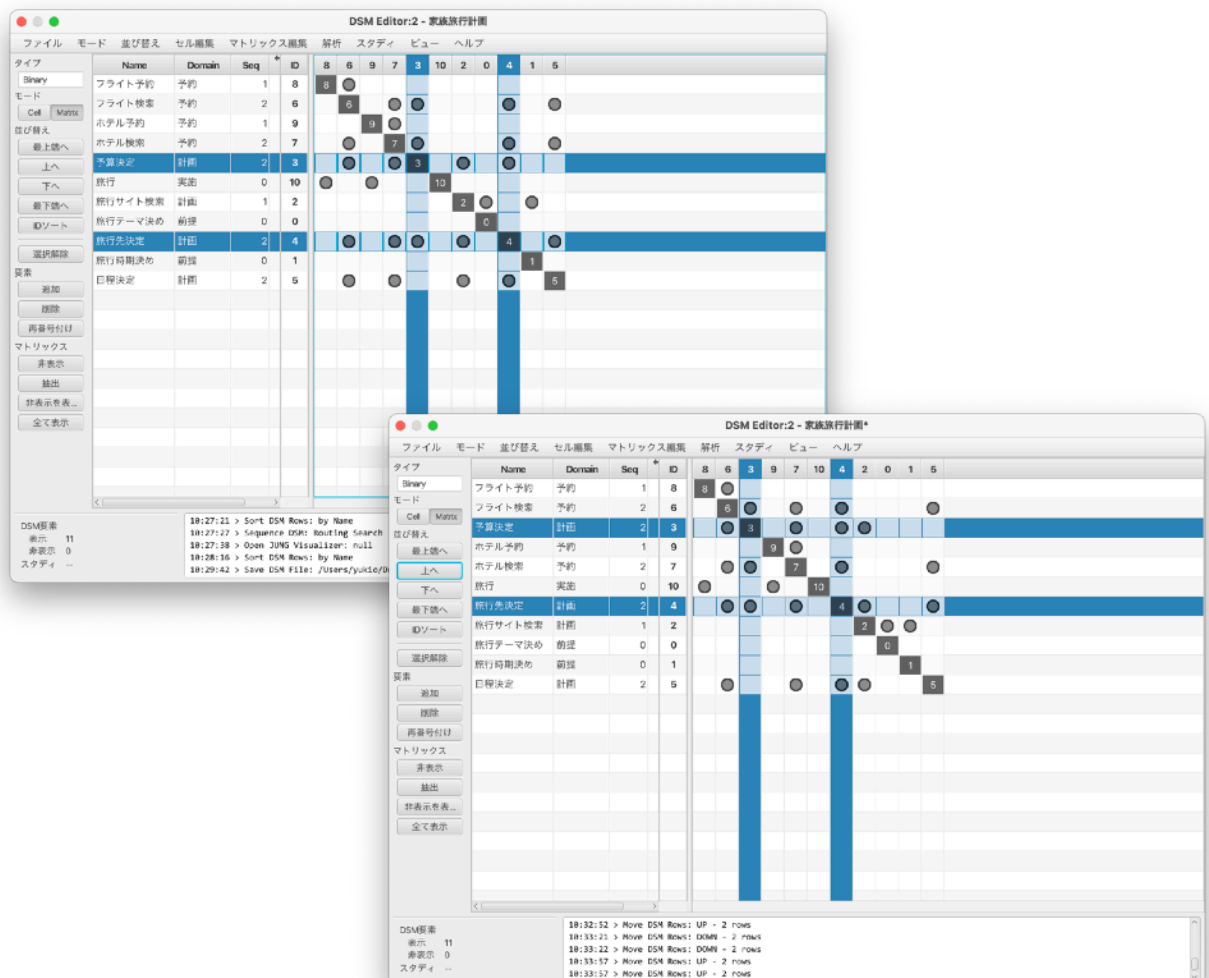 DSM Editor:2 - 家族旅行計画
ファイル モード 並び替え セル編集 マトリックス編集 解析 スタディ ビュー ヘルプ
タイプ
Binary
モード
Cell Matrix
並び替え
最上端へ
上へ
下へ
最下端へ
IDソート
選択解除
要素
追加
削除
再番号付け
マトリックス
非表示
抽出
非表示を表...
全て表示
Name Domain Seq ID 8 6 9 7 3 10 2 0 4 1 5
フライト予約 予約 1 8 8
フライト検索 予約 2 6 6
ホテル予約 予約 1 9 9
ホテル検索 予約 2 7 7
予算決定 計画 2 3 3
旅行 実施 0 10 10
旅行サイト検索 計画 1 2 2
旅行テーマ決め 前提 0 0 0
旅行先決定 計画 2 4 4
旅行時期決め 前提 0 1 1
日程決定 計画 2 5 5
DSM要素
表示 11
非表示 0
スタディ --
10:27:21 > Sort DSM Rows: by Name
10:27:27 > Sequence DSM: Routing Search
10:27:38 > Open JUNG Visualizer: null
10:28:16 > Sort DSM Rows: by Name
10:29:42 > Save DSM File: /Users/yukio/D
DSM Editor:2 - 家族旅行計画*
ファイル モード 並び替え セル編集 マトリックス編集 解析 スタディ ビュー ヘルプ
タイプ
Binary
モード
Cell Matrix
並び替え
最上端へ
上へ
下へ
最下端へ
IDソート
選択解除
要素
追加
削除
再番号付け
マトリックス
非表示
抽出
非表示を表...
全て表示
Name Domain Seq ID 8 6 3 9 7 10 4 2 0 1 5
フライト予約 予約 1 8 8
フライト検索 予約 2 6 6
予算決定 計画 2 3 3
ホテル予約 予約 1 9 9
ホテル検索 予約 2 7 7
旅行 実施 0 10 10
旅行先決定 計画 2 4 4
旅行サイト検索 計画 1 2 2
旅行テーマ決め 前提 0 0 0
旅行時期決め 前提 0 1 1
日程決定 計画 2 5 5
DSM要素
表示 11
非表示 0
スタディ --
10:32:52 > Move DSM Rows: UP - 2 rows
10:33:21 > Move DSM Rows: DOWN - 2 rows
10:33:22 > Move DSM Rows: DOWN - 2 rows
10:33:57 > Move DSM Rows: UP - 2 rows
10:33:57 > Move DSM Rows: UP - 2 rows